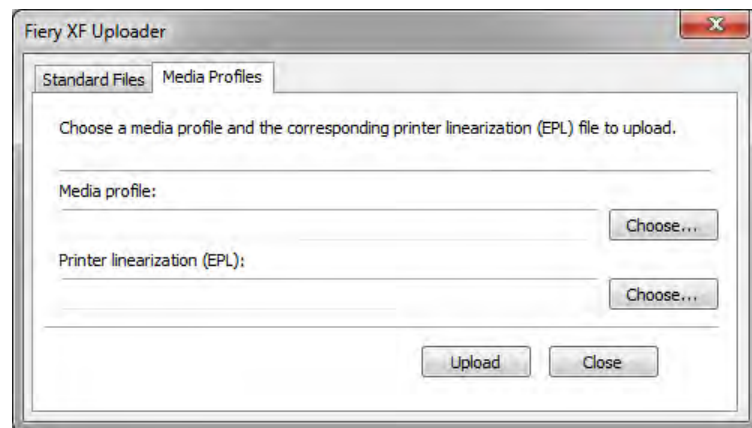 Fiery XF Uploader
Standard Files
Media Profiles
Choose a media profile and the corresponding printer linearization (EPL) file to upload.
Media profile:
Choose...
Printer linearization (EPL):
Choose...
Upload
Close